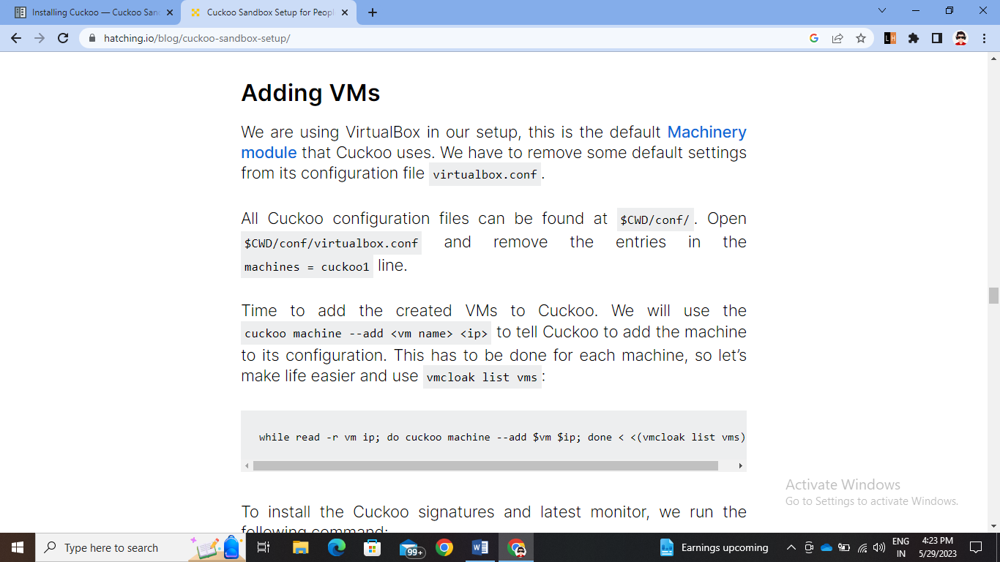 Installing Cuckoo — Cuckoo San
Cuckoo Sandbox Setup for Peopl
hatching.io/blog/cuckoo-sandbox-setup/
Adding VMs
We are using VirtualBox in our setup, this is the default Machinery
module that Cuckoo uses. We have to remove some default settings
from its configuration file virtualbox.conf.
All Cuckoo configuration files can be found at $CWD/conf/. Open
$CWD/conf/virtualbox.conf and remove the entries in the
machines = cuckoo1 line.
Time to add the created VMs to Cuckoo. We will use the
cuckoo machine --add <vm name> <ip> to tell Cuckoo to add the machine
to its configuration. This has to be done for each machine, so let’s
make life easier and use vmcloak list vms:
while read -r vm ip; do cuckoo machine --add $vm $ip; done < <(vmcloak list vms)
Activate Windows
Go to Settings to activate Windows.
To install the Cuckoo signatures and latest monitor, we run the
following command:
Type here to search
99+
Earnings upcoming
ENG
IN
4:23 PM
5/29/2023